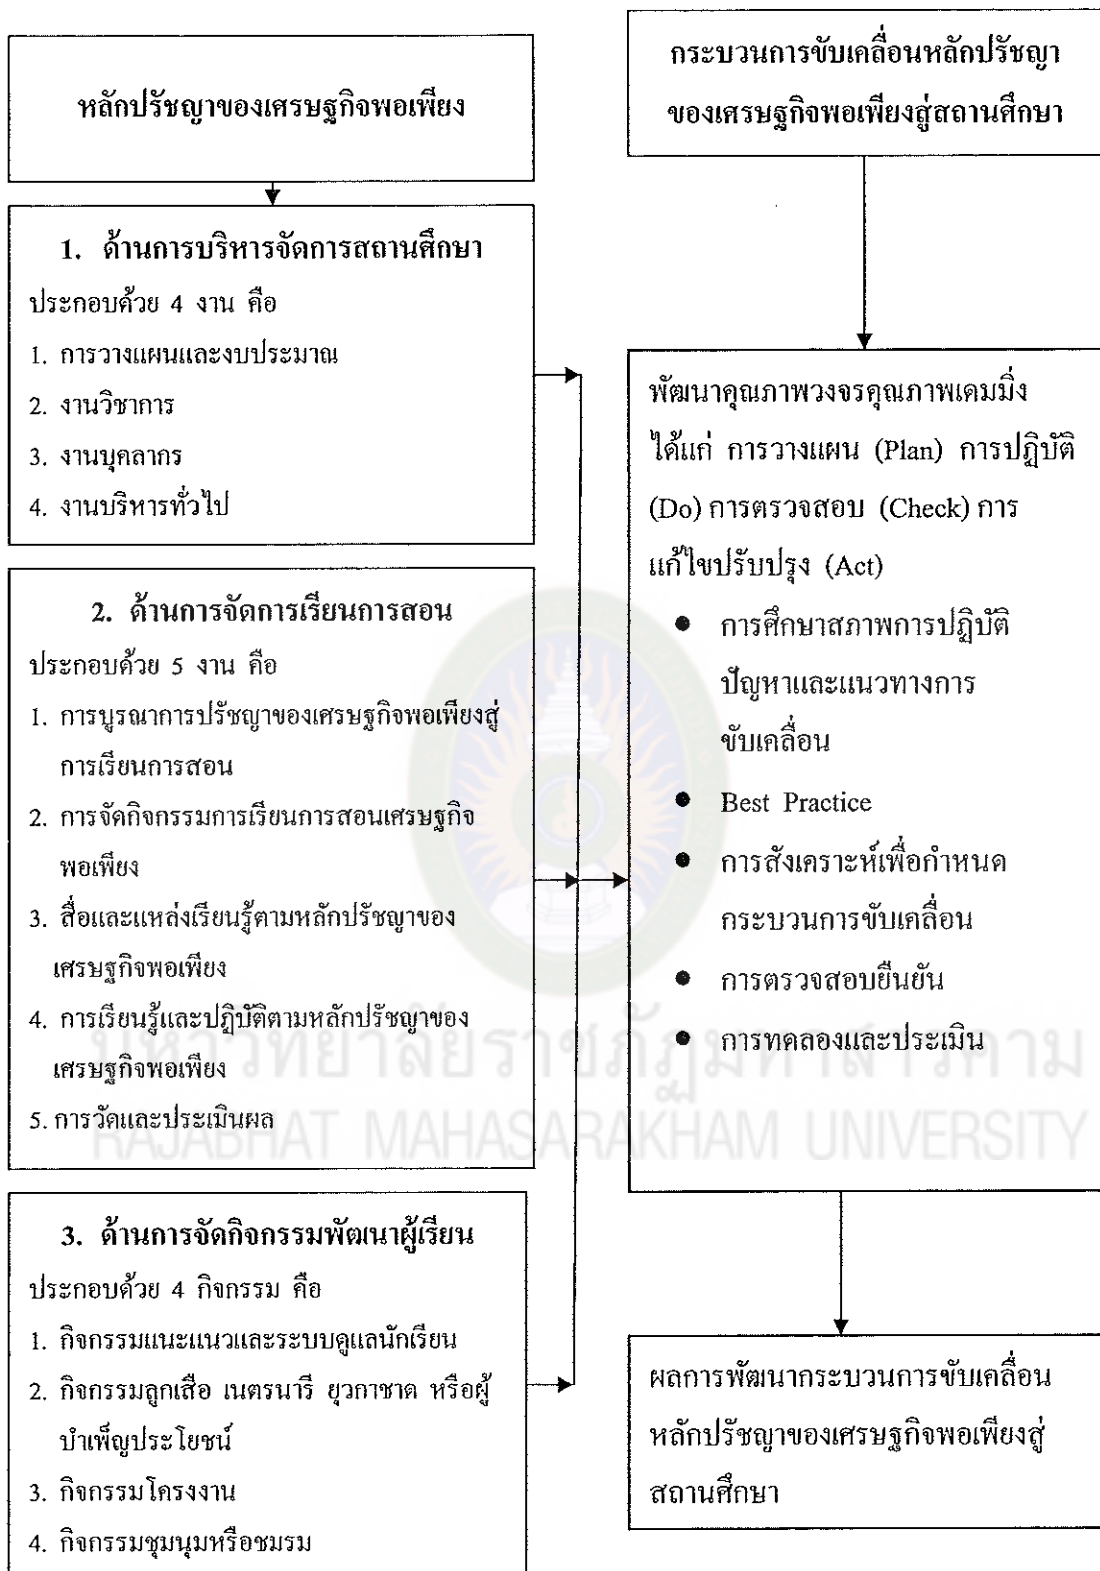 หลักปรัชญาของเศรษฐกิจพอเพียง
1. ด้านการบริหารจัดการสถานศึกษา
ประกอบด้วย 4 งาน คือ
1. การวางแผนและงบประมาณ
2. งานวิชาการ
3. งานบุคลากร
4. งานบริหารทั่วไป
2. ด้านการจัดการเรียนการสอน
ประกอบด้วย 5 งาน คือ
1. การบูรณาการปรัชญาของเศรษฐกิจพอเพียงสู่
การเรียนการสอน
2. การจัดกิจกรรมการเรียนการสอนเศรษฐกิจ
พอเพียง
3. สื่อและแหล่งเรียนรู้ตามหลักปรัชญาของ
เศรษฐกิจพอเพียง
4. การเรียนรู้และปฏิบัติตามหลักปรัชญาของ
เศรษฐกิจพอเพียง
5. การวัดและประเมินผล
3. ด้านการจัดกิจกรรมพัฒนาผู้เรียน
ประกอบด้วย 4 กิจกรรม คือ
1. กิจกรรมแนะแนวและระบบดูแลนักเรียน
2. กิจกรรมลูกเสือ เนตรนารี ยุวกาชาด หรือผู้
บำเพ็ญประโยชน์
3. กิจกรรมโครงงาน
4. กิจกรรมชุมนุมหรือชมรม
กระบวนการขับเคลื่อนหลักปรัชญา
ของเศรษฐกิจพอเพียงสู่สถานศึกษา
พัฒนาคุณภาพวงจรคุณภาพเดมมิ่ง
ได้แก่ การวางแผน (Plan) การปฏิบัติ
(Do) การตรวจสอบ (Check) การ
แก้ไขปรับปรุง (Act)
● การศึกษาสภาพการปฏิบัติ
ปัญหาและแนวทางการ
ขับเคลื่อน
● Best Practice
● การสังเคราะห์เพื่อกำหนด
กระบวนการขับเคลื่อน
● การตรวจสอบยืนยัน
● การทดลองและประเมิน
ผลการพัฒนากระบวนการขับเคลื่อน
หลักปรัชญาของเศรษฐกิจพอเพียงสู่
สถานศึกษา
มหาวิทยาลัยราชภัฏมหาสารคาม
RAJABHAT MAHASARAKHAM UNIVERSITY